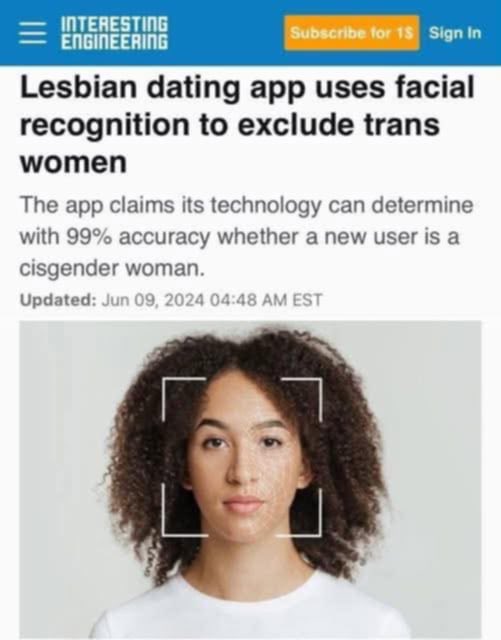 INTERESTING
ENGINEERING
Subscribe for 1$
Sign In
Lesbian dating app uses facial
recognition to exclude trans
women
The app claims its technology can determine
with 99% accuracy whether a new user is a
cisgender woman.
Updated: Jun 09, 2024 04:48 AM EST